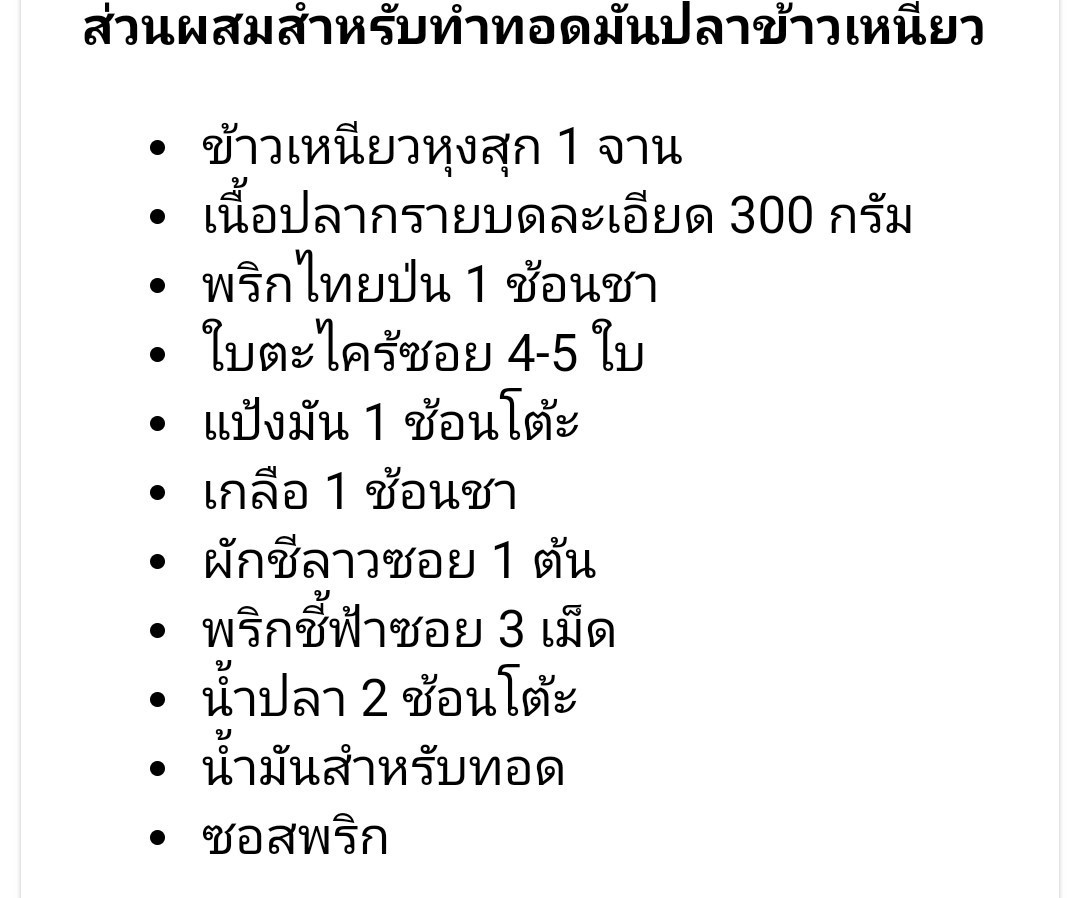 ส่วนผสมสำหรับทำทอดมันปลาข้าวเหนียว
• ข้าวเหนียวหุงสุก 1 จาน
• เนื้อปลากรายบดละเอียด 300 กรัม
• พริกไทยป่น 1 ช้อนชา
• ใบตะไคร้ซอย 4-5 ใบ
• แป้งมัน 1 ช้อนโต้ะ
• เกลือ 1 ช้อนชา
• ผักชีลาวซอย 1 ต้น
• พริกชี้ฟ้าซอย 3 เม็ด
• น้ำปลา 2 ช้อนโต้ะ
• น้ำมันสำหรับทอด
• ซอสพริก